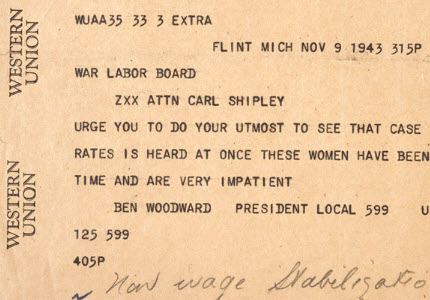 WESTERN
UNION
WESTERN
UNION
WUAA35 33 3 EXTRA
FLINT MICH NOV 9 1943 315P
WAR LABOR BOARD
ZXX ATTN CARL SHIPLEY
URGE YOU TO DO YOUR UTMOST TO SEE THAT CASE
RATES IS HEARD AT ONCE THESE WOMEN HAVE BEEN
TIME AND ARE VERY IMPATIENT
BEN WOODWARD PRESIDENT LOCAL 599 U
125 599
405P
wage Stabilizatio